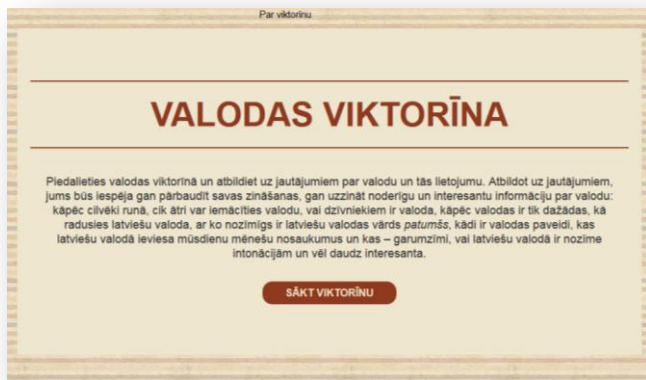 Par viktorīnu
VALODAS VIKTORĪNA
Piedalieties valodas viktorīnā un atbildiet uz jautājumiem par valodu un tās lietojumu. Atbildot uz jautājumiem,
jums būs iespēja gan pārbaudīt savas zināšanas, gan uzzināt noderīgu un interesantu informāciju par valodu:
kāpēc cilvēki runā, cik ātri var iemācīties valodu, vai dzīvniekiem ir valoda, kāpēc valodas ir tik dažādas, kā
radusies latviešu valoda, ar ko nozīmīgs ir latviešu valodas vārds patumšs, kādi ir valodas paveidi, kas
latviešu valodā ieviesa mūsdienu mēnešu nosaukumus un kas – garumzīmi, vai latviešu valodā ir nozīme
intonācijām un vēl daudz interesanta.
SĀKT VIKTORĪNU